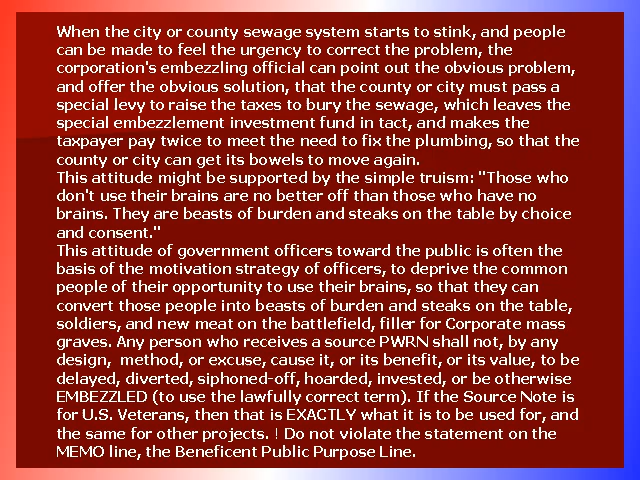 When the city or county sewage system starts to stink, and people
can be made to feel the urgency to correct the problem, the
corporation's embezzling official can point out the obvious problem,
and offer the obvious solution, that the county or city must pass a
special levy to raise the taxes to bury the sewage, which leaves the
special embezzlement investment fund in tact, and makes the
taxpayer pay twice to meet the need to fix the plumbing, so that the
county or city can get its bowels to move again.
This attitude might be supported by the simple truism: "Those who
don't use their brains are no better off than those who have no
brains. They are beasts of burden and steaks on the table by choice
and consent."
This attitude of government officers toward the public is often the
basis of the motivation strategy of officers, to deprive the common
people of their opportunity to use their brains, so that they can
convert those people into beasts of burden and steaks on the table,
soldiers, and new meat on the battlefield, filler for Corporate mass
graves. Any person who receives a source PWRN shall not, by any
design,  method, or excuse, cause it, or its benefit, or its value, to be
delayed, diverted, siphoned-off, hoarded, invested, or be otherwise
EMBEZZLED (to use the lawfully correct term). If the Source Note is
for U.S. Veterans, then that is EXACTLY what it is to be used for, and
the same for other projects. ! Do not violate the statement on the
MEMO line, the Beneficent Public Purpose Line.